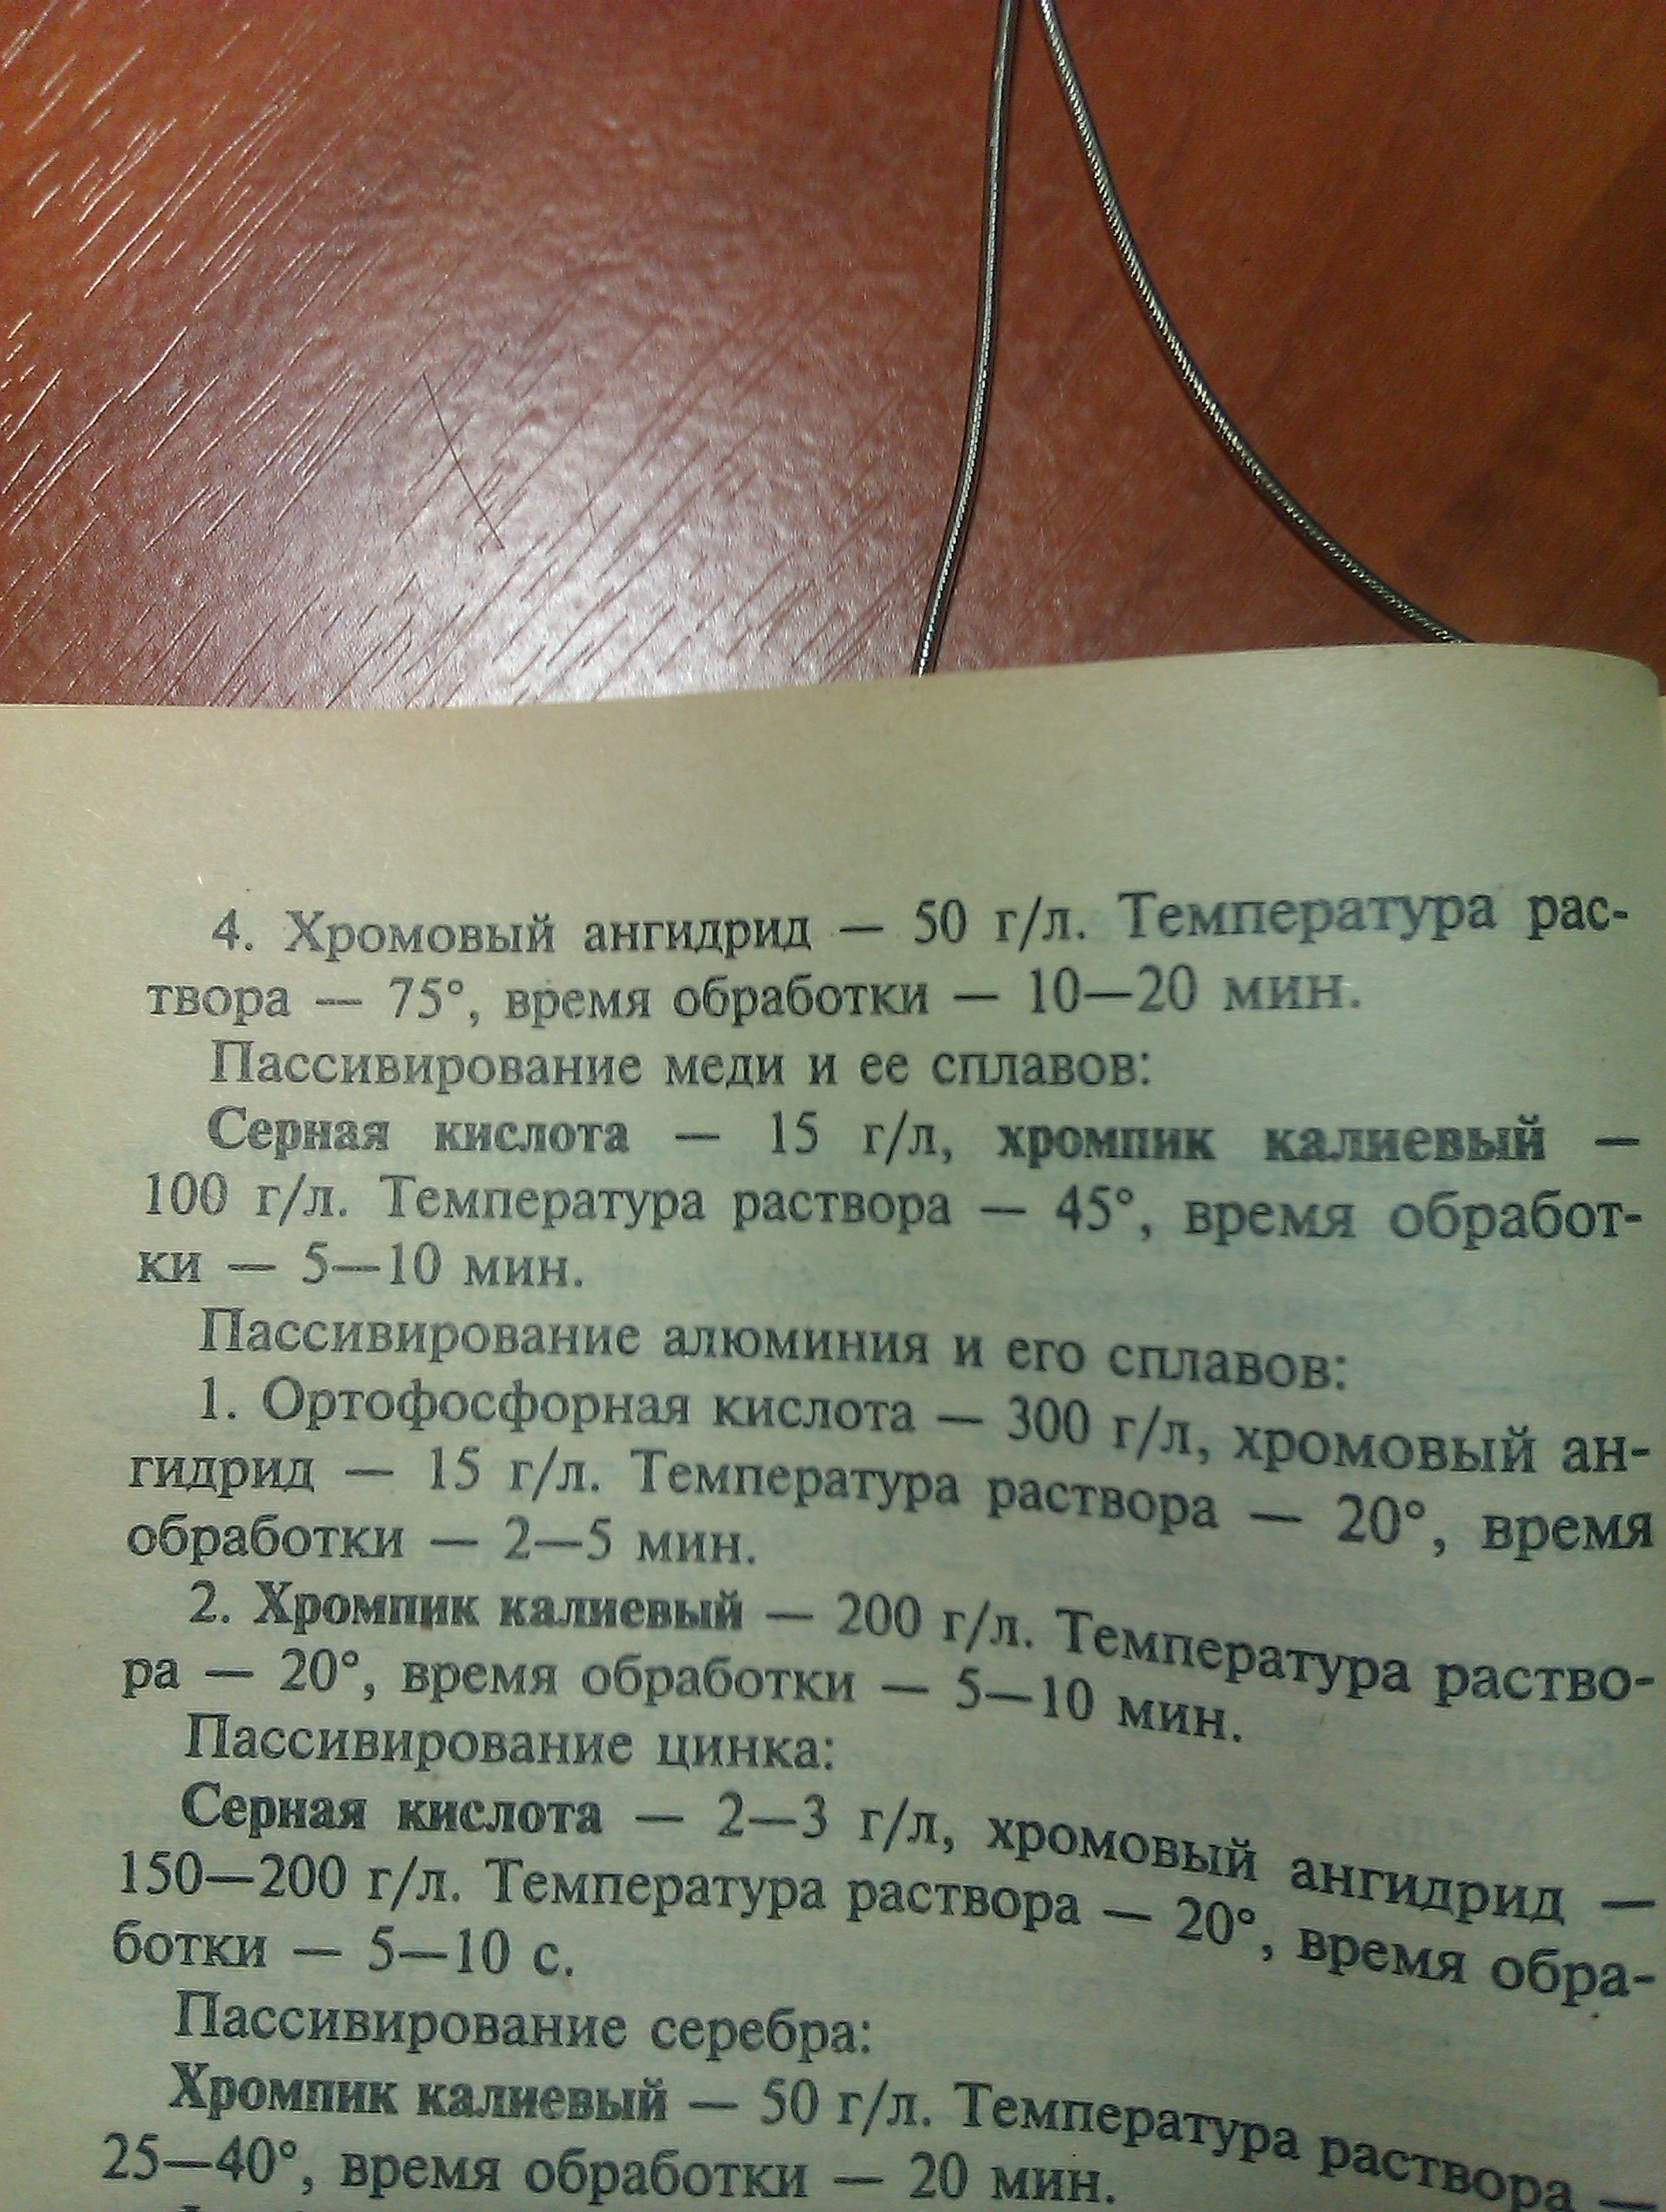 4. Хромовый ангидрид — 50 г/л. Температура рас-
твора — 75°, время обработки — 10—20 мин.
Пассивирование меди и ее сплавов:
Серная кислота — 15 г/л, хромпик калиевый —
100 г/л. Температура раствора — 45°, время обработ-
ки — 5—10 мин.
Пассивирование алюминия и его сплавов:
1. Ортофосфорная кислота — 300 г/л, хромовый ан-
гидрид — 15 г/л. Температура раствора — 20°, время
обработки — 2—5 мин.
2. Хромпик калиевый — 200 г/л. Температура раство-
ра — 20°, время обработки — 5—10 мин.
Пассивирование цинка:
Серная кислота — 2—3 г/л, хромовый ангидрид —
150—200 г/л. Температура раствора — 20°, время обра-
ботки — 5—10 с.
Пассивирование серебра:
Хромпик калиевый — 50 г/л. Температура раствора —
25—40°, время обработки — 20 мин.